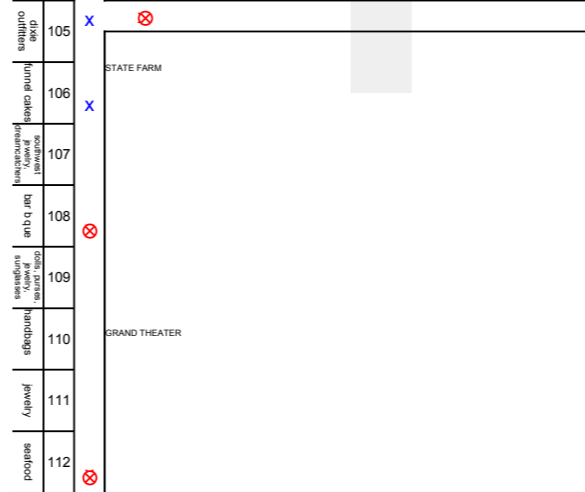 dixie
outfitters
105
X
funnel cakes
106
X
STATE FARM
southwest
jewelry,
dreamcatchers
107
bar b que
108
dolls, purses,
jewelry,
sunglasses
109
handbags
110
GRAND THEATER
jewelry
111
seafood
112